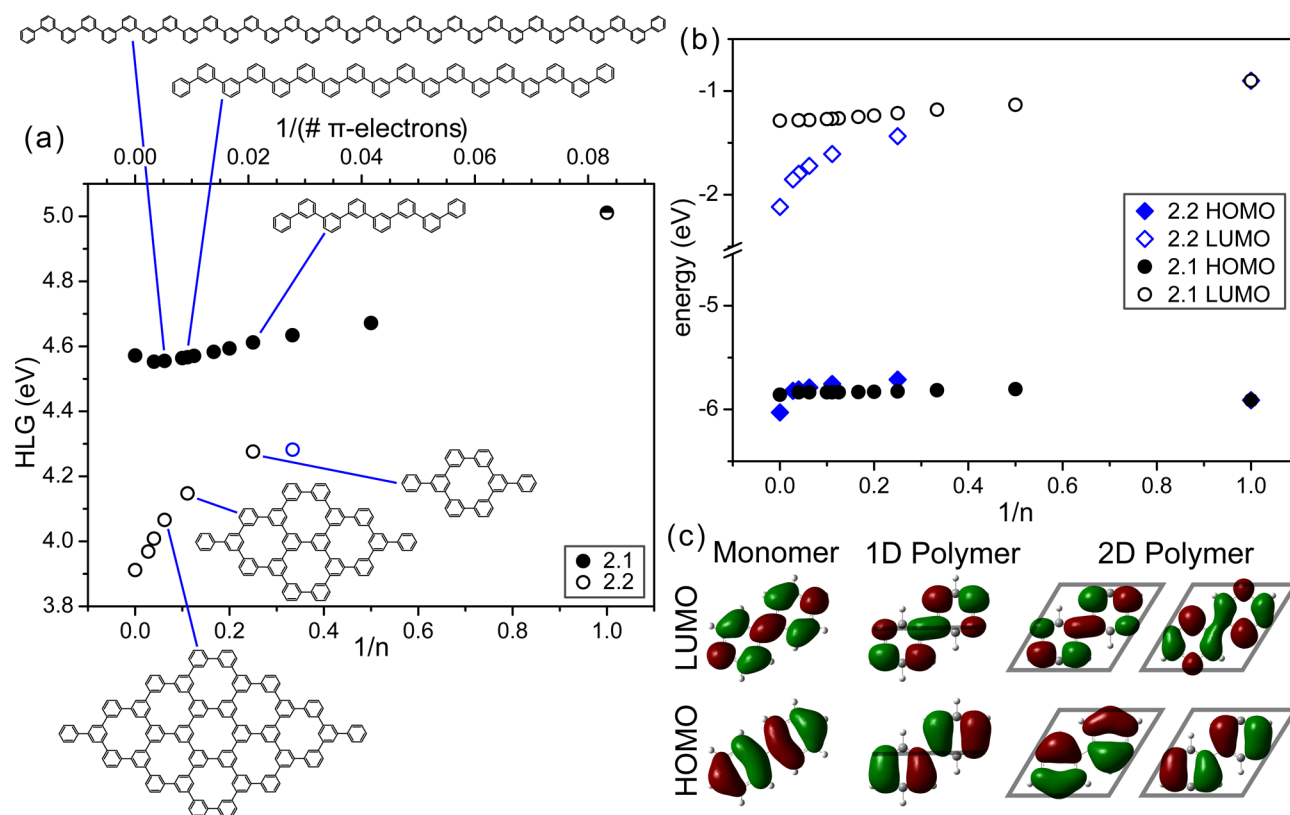 (a)
1/(# π-electrons)
0.00 0.02 0.04 0.06 0.08
5.0
4.8
4.6
4.4
4.2
4.0
3.8
HLG (eV)
0.0 0.2 0.4 0.6 0.8 1.0
1/n
2.1
2.2
(b)
-1
-2
-5
-6
energy (eV)
0.0 0.2 0.4 0.6 0.8 1.0
1/n
2.2 HOMO
2.2 LUMO
2.1 HOMO
2.1 LUMO
(c)
Monomer 1D Polymer 2D Polymer
LUMO
HOMO